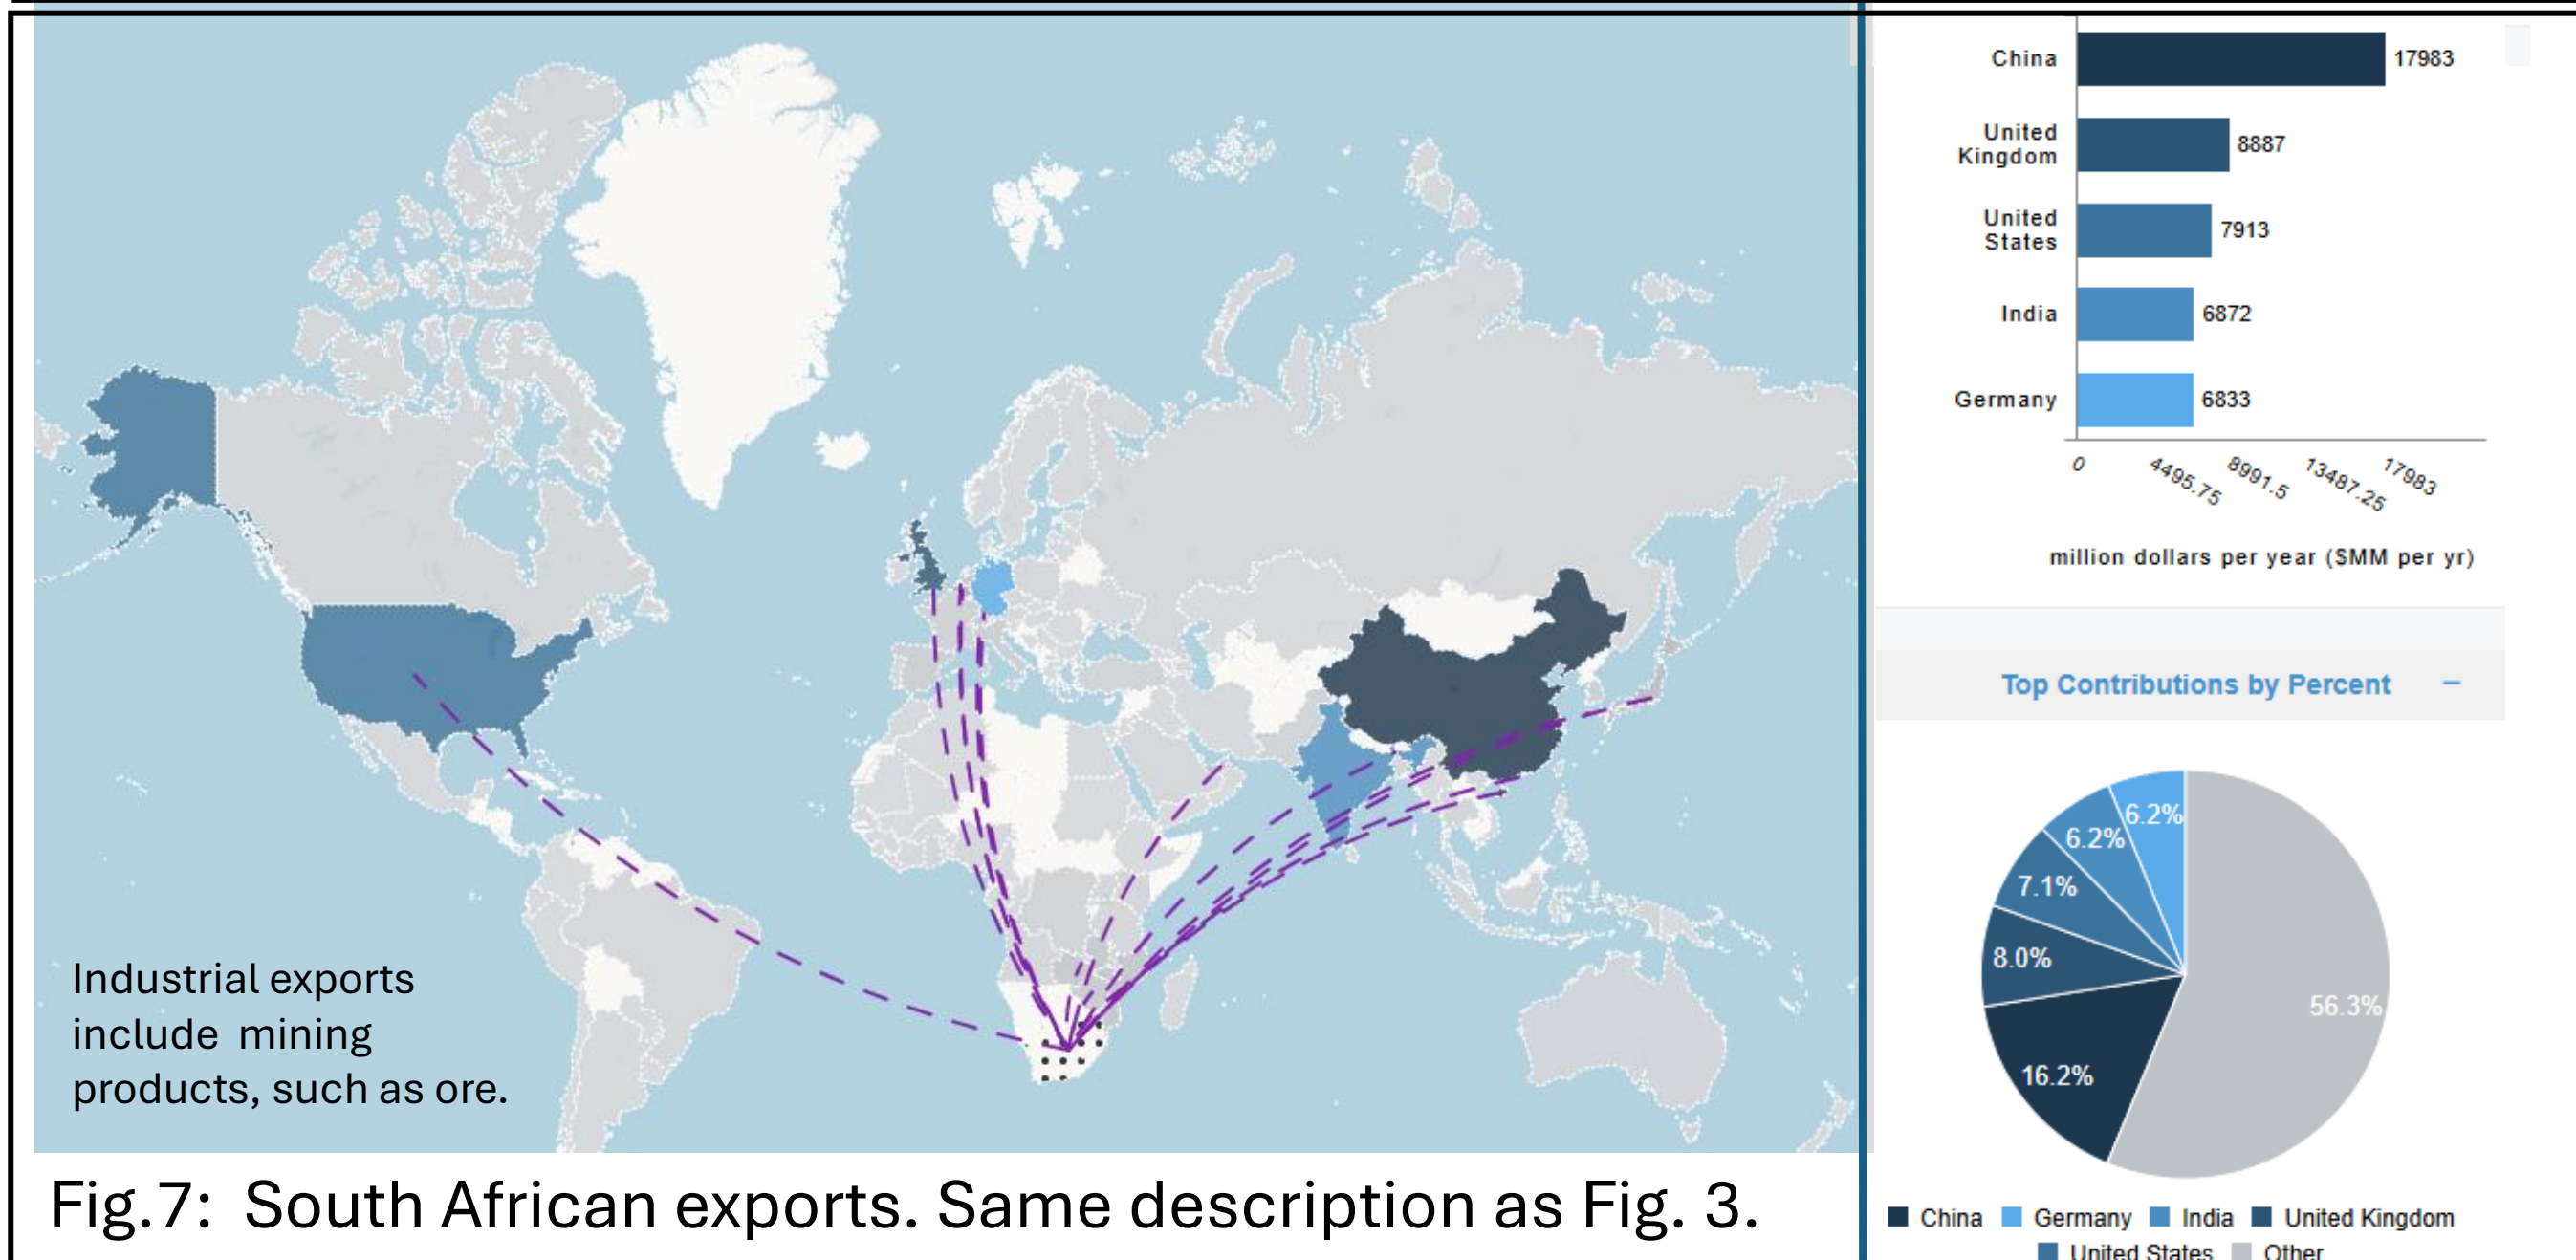 China
17983
United
Kingdom
8887
United
States
7913
India
6872
Germany
6833
0
4495.75
8991.5
13487.25
17983
million dollars per year ($MM per yr)
Top Contributions by Percent −
6.2%
6.2%
7.1%
8.0%
56.3%
16.2%
China Germany India United Kingdom
United States Other
Industrial exports
include mining
products, such as ore.
Fig.7: South African exports. Same description as Fig. 3.